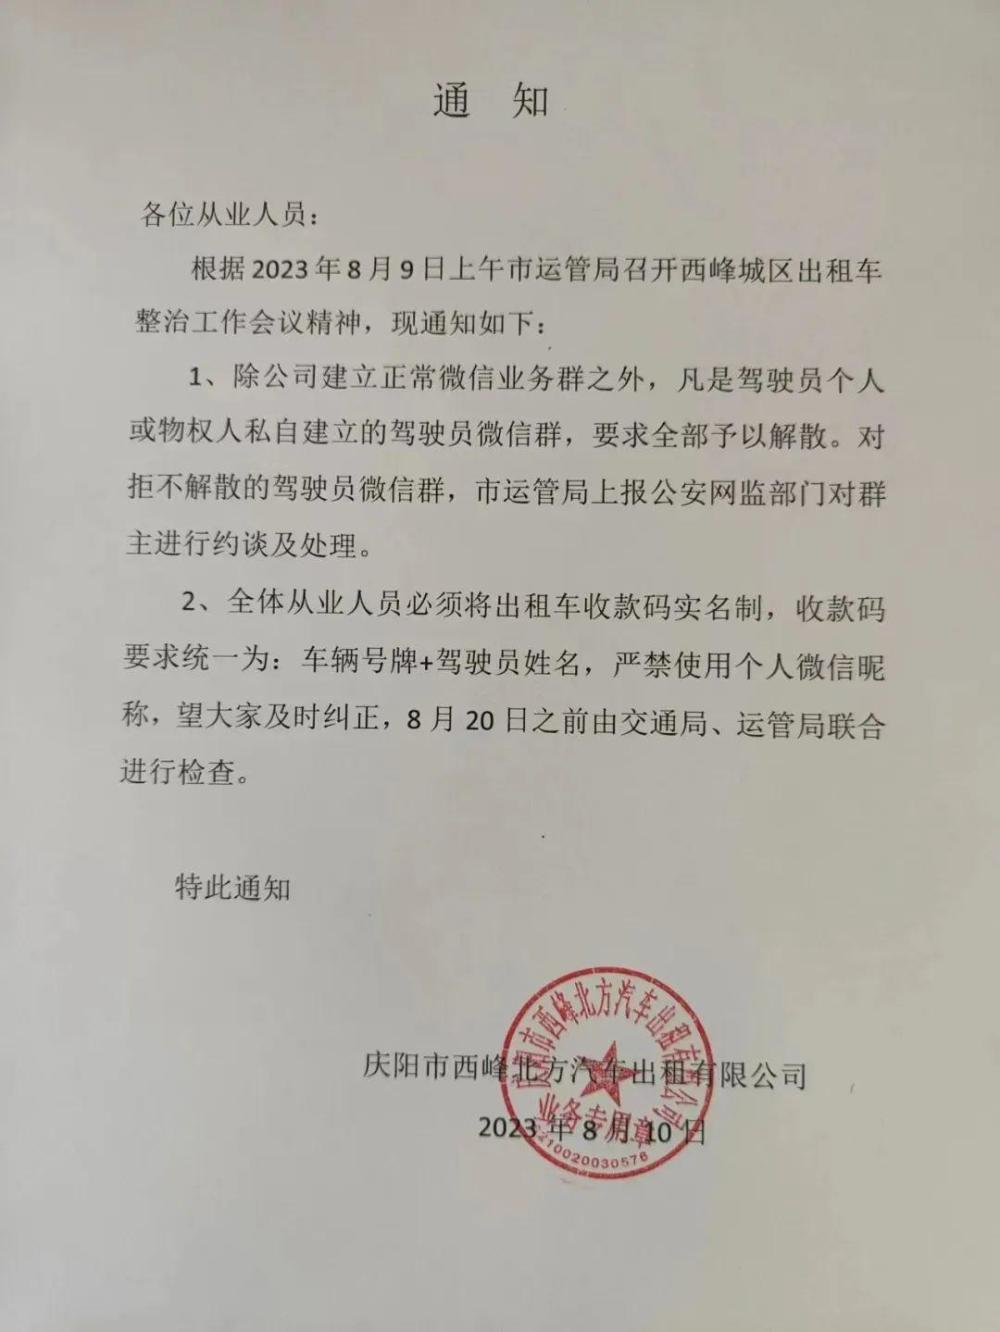 通 知
各位从业人员：
根据 2023 年 8 月 9 日上午市运管局召开西峰城区出租车
整治工作会议精神，现通知如下：
1、除公司建立正常微信业务群之外，凡是驾驶员个人
或物权人私自建立的驾驶员微信群，要求全部予以解散。对
拒不解散的驾驶员微信群，市运管局上报公安网监部门对群
主进行约谈及处理。
2、全体从业人员必须将出租车收款码实名制，收款码
要求统一为：车辆号牌+驾驶员姓名，严禁使用个人微信昵
称，望大家及时纠正，8 月 20 日之前由交通局、运管局联合
进行检查。
特此通知
庆阳市西峰北方汽车出租有限公司
2023 年 8 月 10 日
庆阳市西峰北方汽车出租有限公司
业务专用章
6210020030576